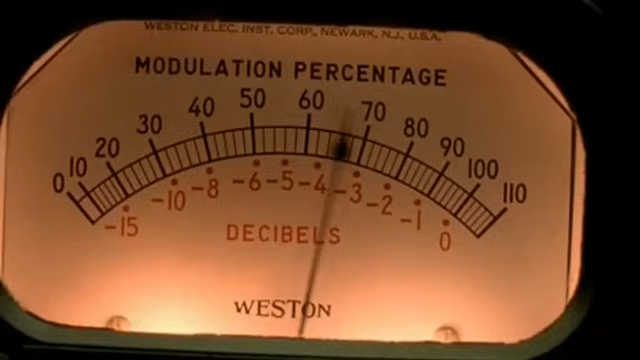 WESTON ELEC. INST. CORP., NEWARK, N.J., U.S.A.
MODULATION PERCENTAGE
0 10 20 30 40 50 60 70 80 90 100 110
-15 -10 -8 -6 -5 -4 -3 -2 -1 0
DECIBELS
WESTON